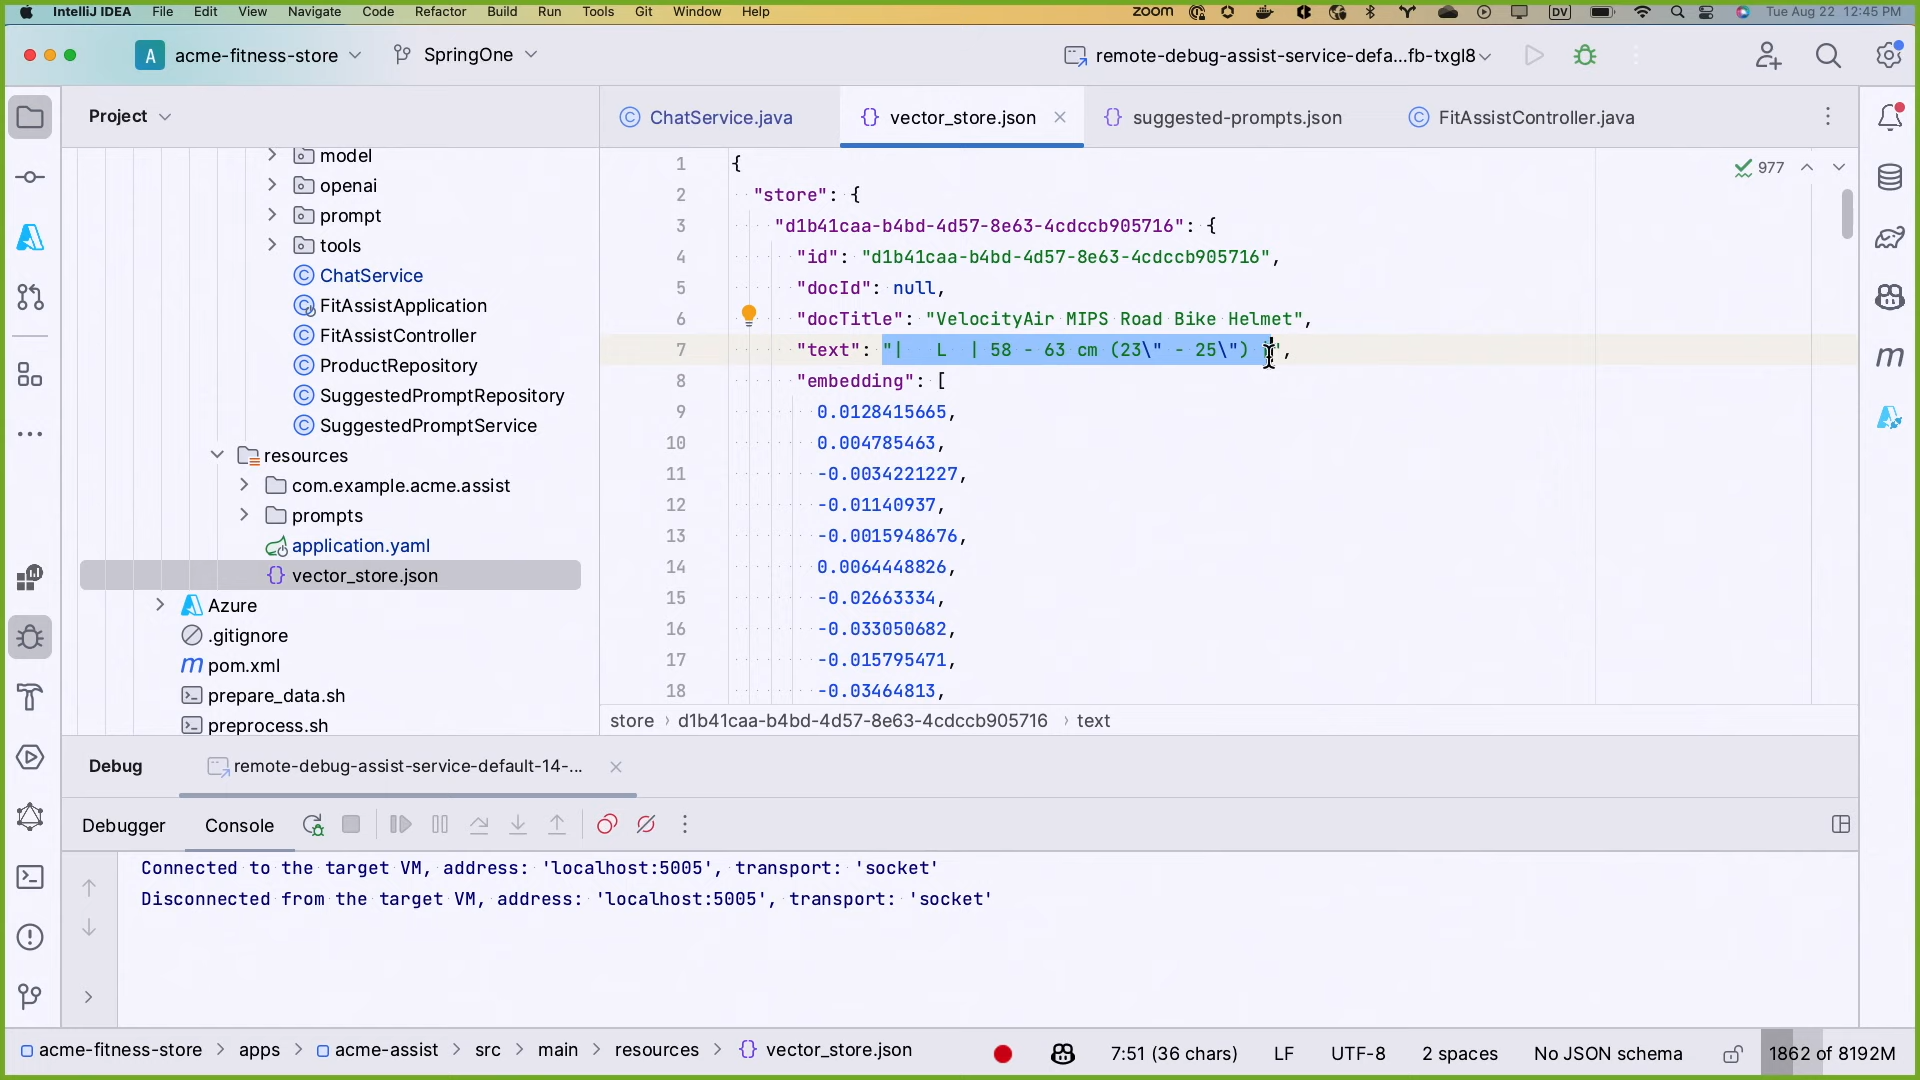 IntelliJ IDEA File Edit View Navigate Code Refactor Build Run Tools Git Window Help zoom DV Tue Aug 22 12:45 PM
A acme-fitness-store SpringOne remote-debug-assist-service-defa...fb-txgl8
Project
ChatService.java vector_store.json suggested-prompts.json FitAssistController.java
model
openai
prompt
tools
ChatService
FitAssistApplication
FitAssistController
ProductRepository
SuggestedPromptRepository
SuggestedPromptService
resources
com.example.acme.assist
prompts
application.yaml
vector_store.json
Azure
.gitignore
pom.xml
prepare_data.sh
preprocess.sh
977
1 {
2 "store": {
3 "d1b41caa-b4bd-4d57-8e63-4cdccb905716": {
4 "id": "d1b41caa-b4bd-4d57-8e63-4cdccb905716",
5 "docId": null,
6 "docTitle": "VelocityAir MIPS Road Bike Helmet",
7 "text": "| L | 58 - 63 cm (23\" - 25\") ",
8 "embedding": [
9 0.0128415665,
10 0.004785463,
11 -0.0034221227,
12 -0.01140937,
13 -0.0015948676,
14 0.0064448826,
15 -0.02663334,
16 -0.033050682,
17 -0.015795471,
18 -0.03464813,
store › d1b41caa-b4bd-4d57-8e63-4cdccb905716 › text
Debug remote-debug-assist-service-default-14-...
Debugger Console
Connected to the target VM, address: 'localhost:5005', transport: 'socket'
Disconnected from the target VM, address: 'localhost:5005', transport: 'socket'
acme-fitness-store > apps > acme-assist > src > main > resources > vector_store.json 7:51 (36 chars) LF UTF-8 2 spaces No JSON schema 1862 of 8192M